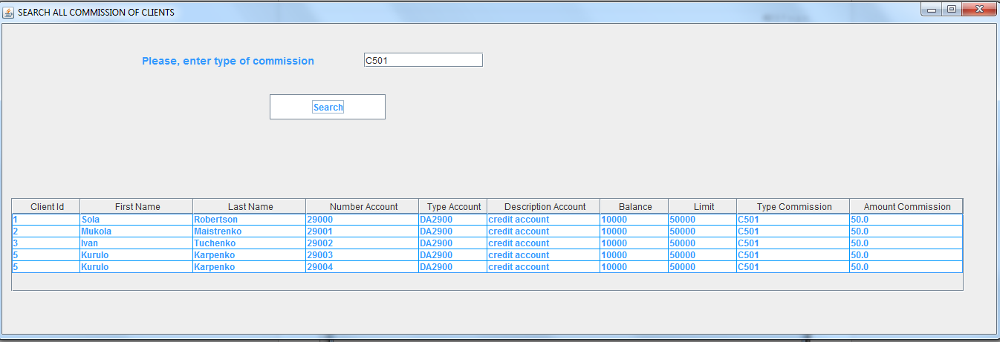 SEARCH ALL COMMISSION OF CLIENTS
Please, enter type of commission C501
Search
Client Id First Name Last Name Number Account Type Account Description Account Balance Limit Type Commission Amount Commission
1 Sola Robertson 29000 DA2900 credit account 10000 50000 C501 50.0
2 Mukola Maistrenko 29001 DA2900 credit account 10000 50000 C501 50.0
3 Ivan Tuchenko 29002 DA2900 credit account 10000 50000 C501 50.0
5 Kurulo Karpenko 29003 DA2900 credit account 10000 50000 C501 50.0
5 Kurulo Karpenko 29004 DA2900 credit account 10000 50000 C501 50.0